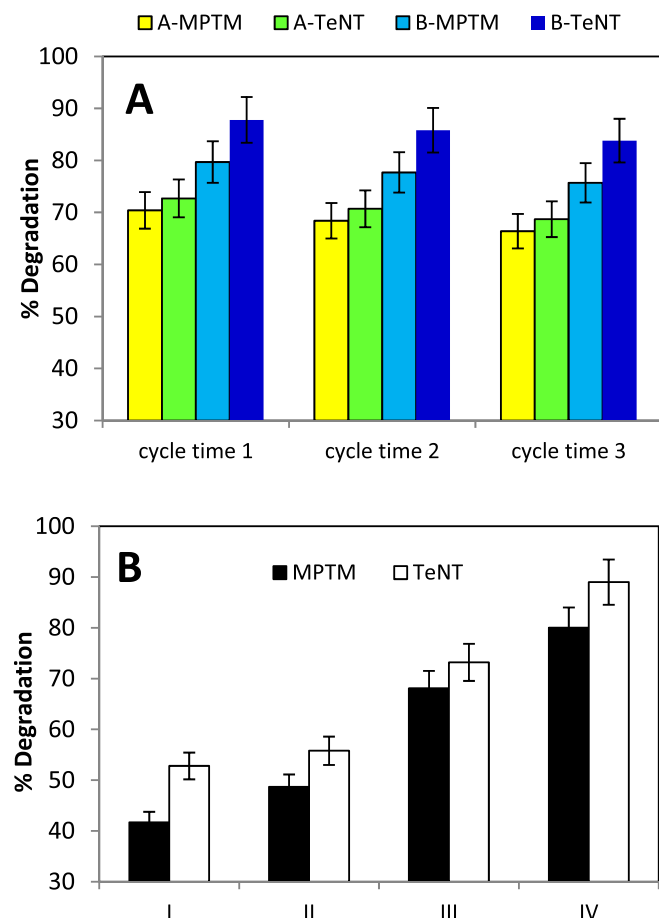 A-MPTM A-TeNT B-MPTM B-TeNT
100
A
90
80
70
60
50
40
30
% Degradation
cycle time 1 cycle time 2 cycle time 3
100
B
MPTM TeNT
90
80
70
60
50
40
30
% Degradation
I II III IV